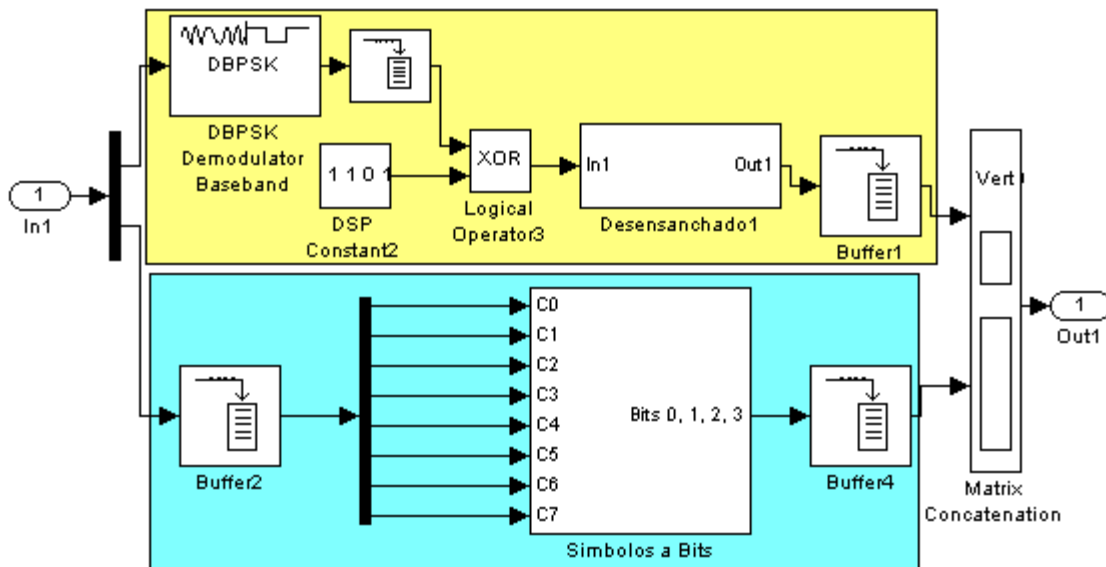 DBPSK
DBPSK
Demodulator
Baseband
1 1 0 1
DSP
Constant2
XOR
Logical
Operator3
In1
Out1
Desensanchado1
Buffer1
1
In1
Vert
Matrix
Concatenation
1
Out1
Buffer2
C0
C1
C2
C3
C4
C5
C6
C7
Bits 0, 1, 2, 3
Simbolos a Bits
Buffer4